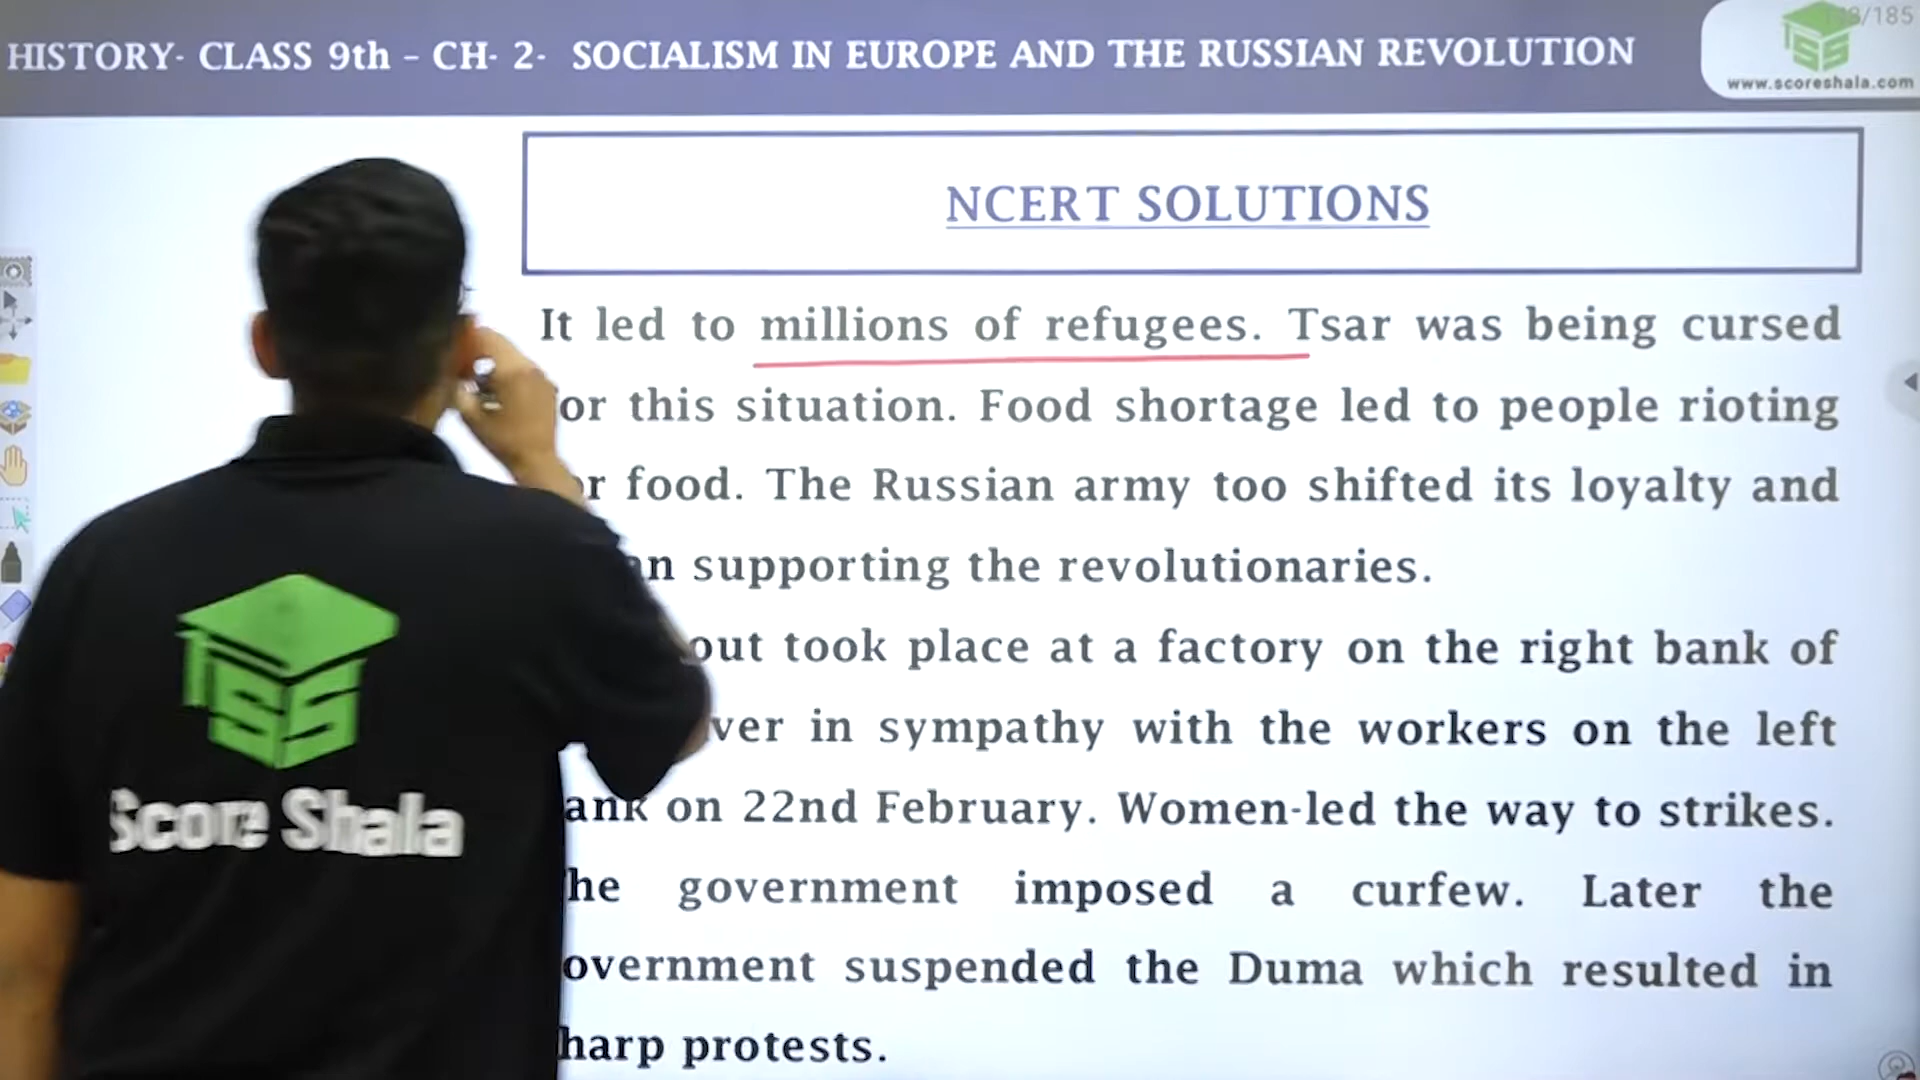 HISTORY- CLASS 9th - CH- 2- SOCIALISM IN EUROPE AND THE RUSSIAN REVOLUTION
/185
SS
www.scoreshala.com
NCERT SOLUTIONS
It led to millions of refugees. Tsar was being cursed
or this situation. Food shortage led to people rioting
r food. The Russian army too shifted its loyalty and
an supporting the revolutionaries.
out took place at a factory on the right bank of
ver in sympathy with the workers on the left
ank on 22nd February. Women-led the way to strikes.
he government imposed a curfew. Later the
overnment suspended the Duma which resulted in
harp protests.
SS
Score Shala